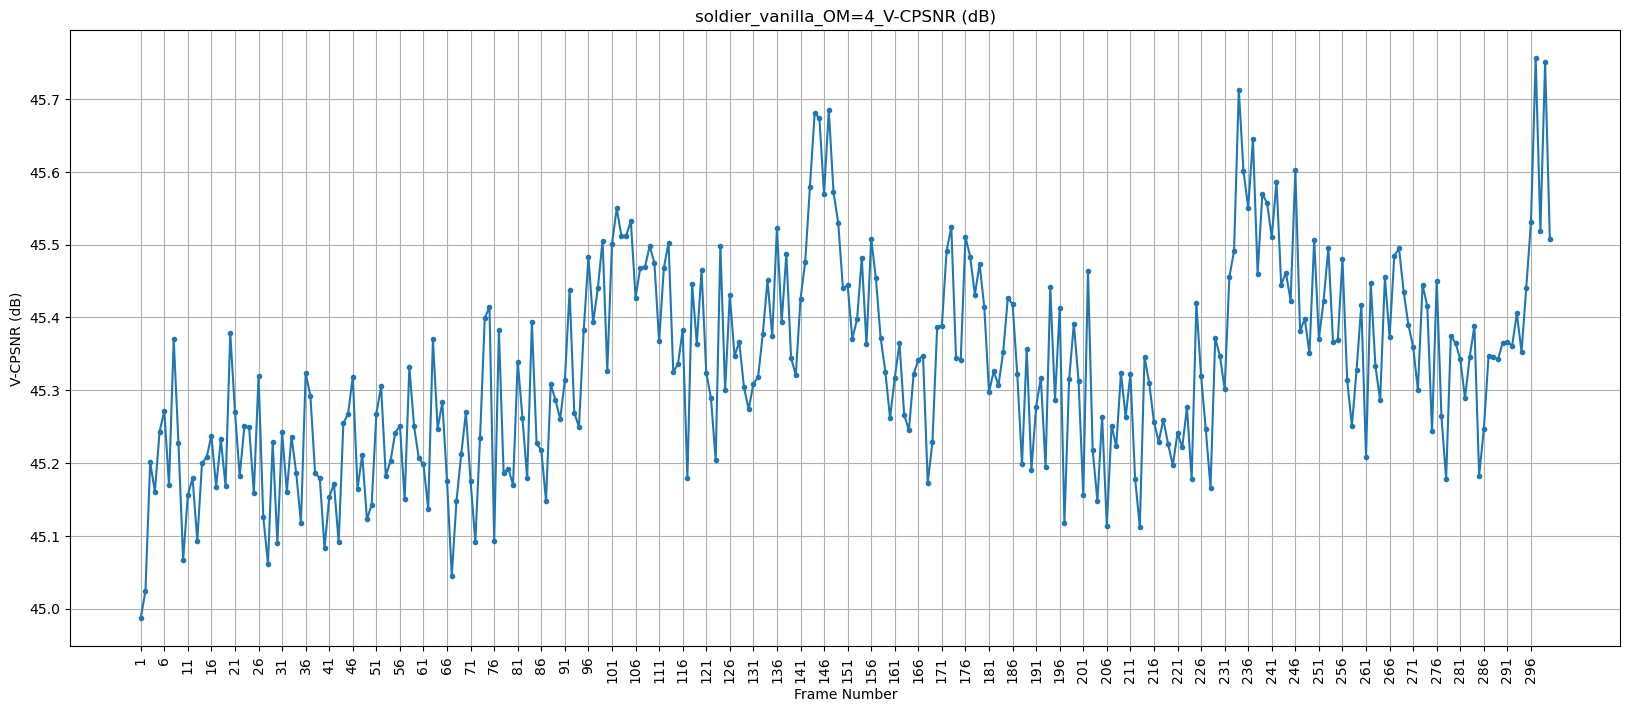 soldier_vanilla_OM=4_V-CPSNR (dB)
V-CPSNR (dB)
45.7
45.6
45.5
45.4
45.3
45.2
45.1
45.0
1 6 11 16 21 26 31 36 41 46 51 56 61 66 71 76 81 86 91 96 101 106 111 116 121 126 131 136 141 146 151 156 161 166 171 176 181 186 191 196 201 206 211 216 221 226 231 236 241 246 251 256 261 266 271 276 281 286 291 296
Frame Number